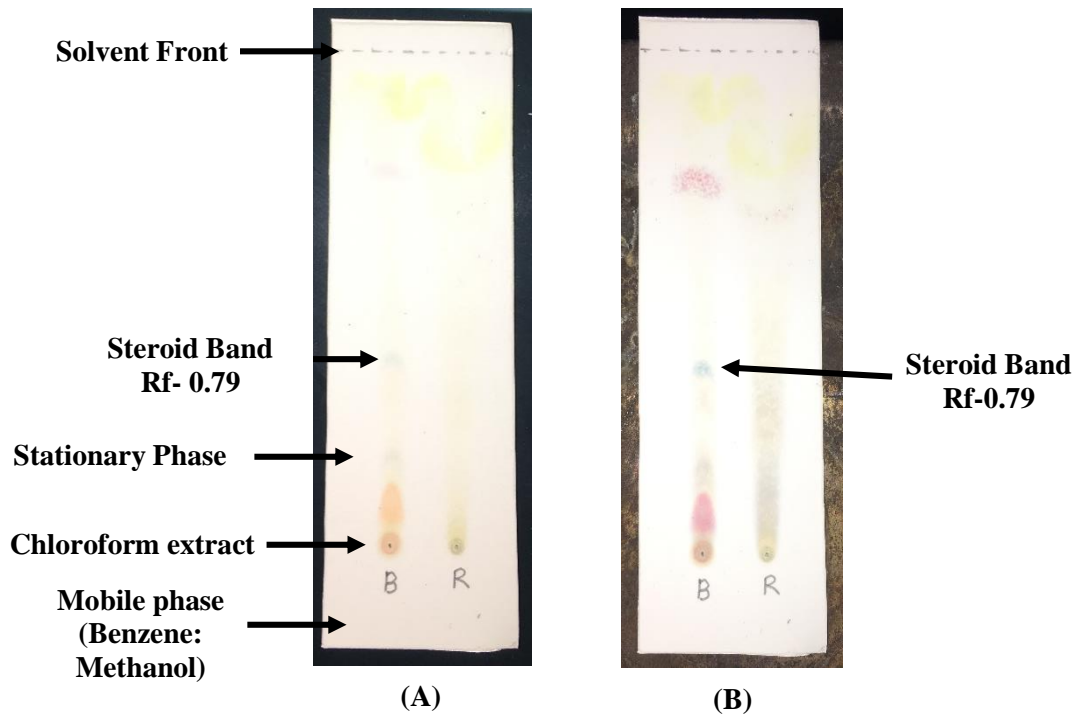 Solvent Front
Steroid Band
Rf- 0.79
Stationary Phase
Chloroform extract
Mobile phase
(Benzene:
Methanol)
B
R
(A)
B
R
(B)
Steroid Band
Rf-0.79